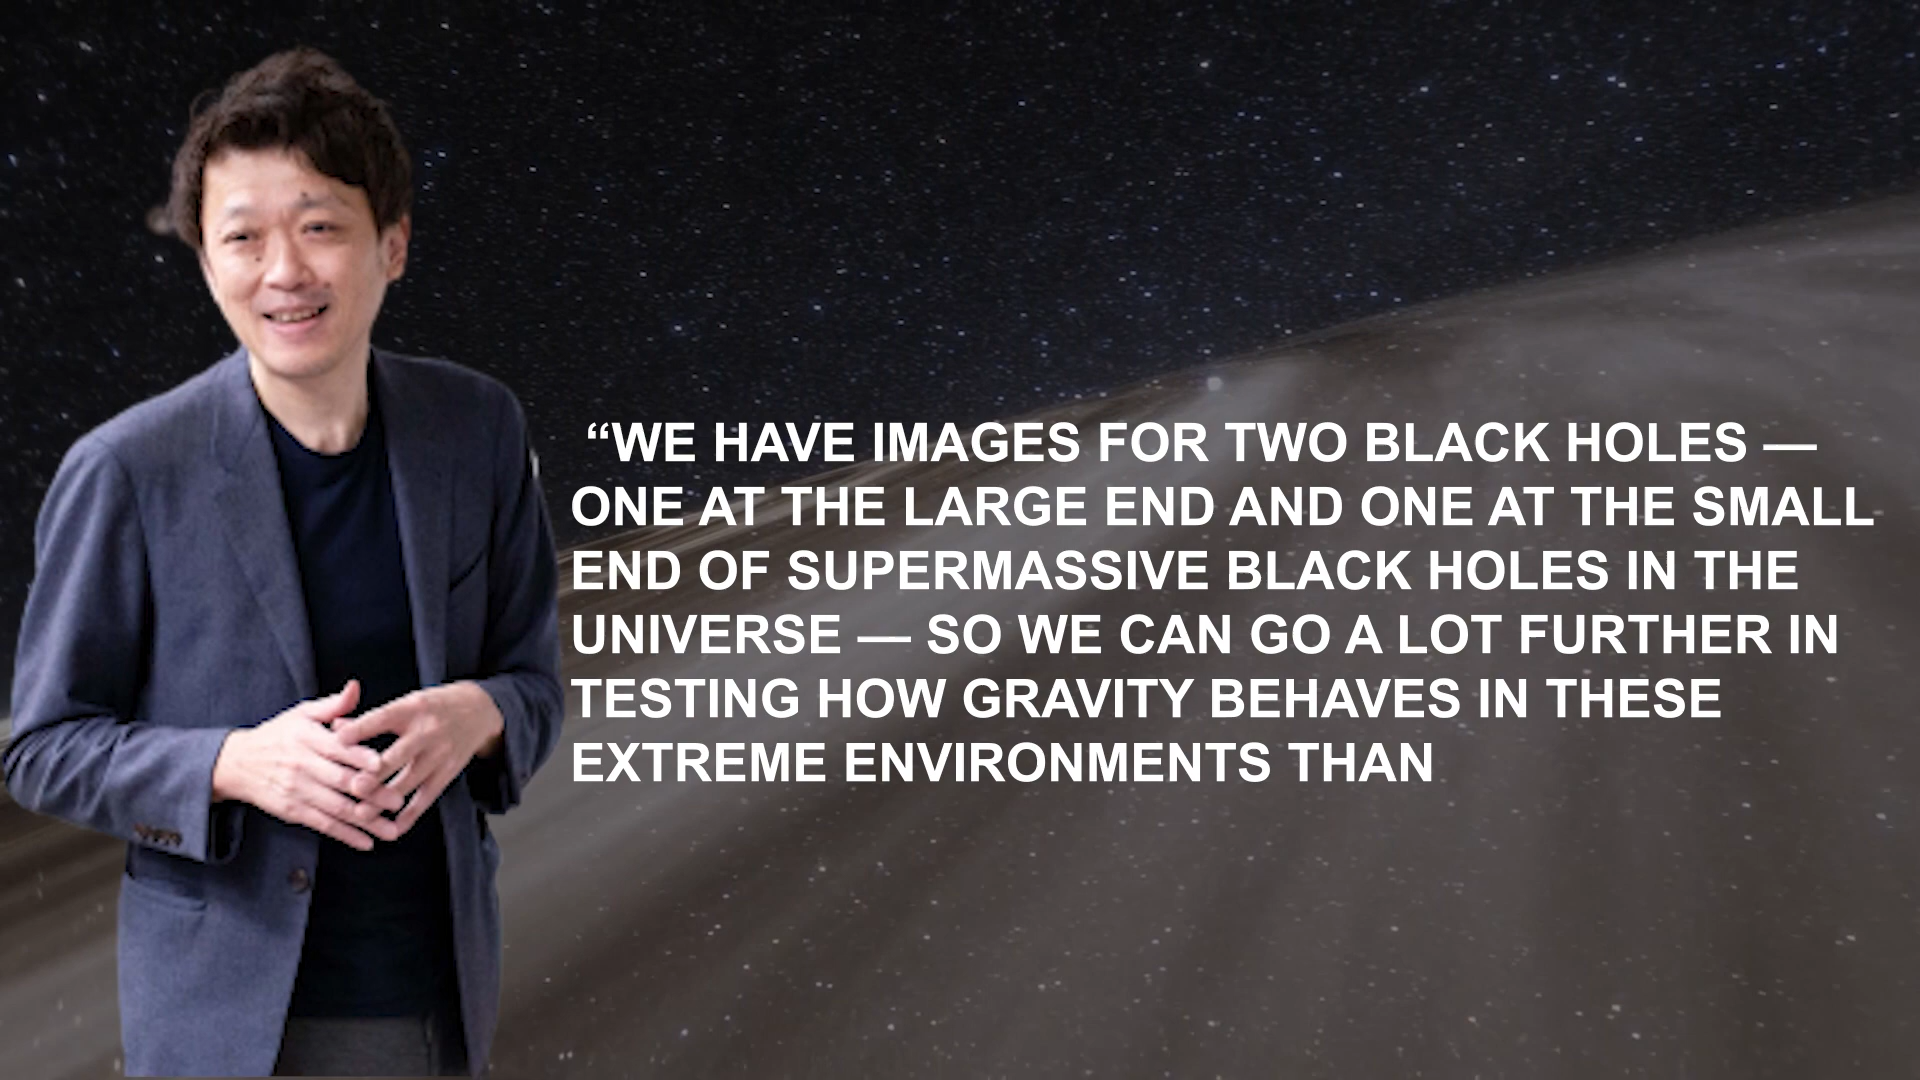 “WE HAVE IMAGES FOR TWO BLACK HOLES —
ONE AT THE LARGE END AND ONE AT THE SMALL
END OF SUPERMASSIVE BLACK HOLES IN THE
UNIVERSE — SO WE CAN GO A LOT FURTHER IN
TESTING HOW GRAVITY BEHAVES IN THESE
EXTREME ENVIRONMENTS THAN